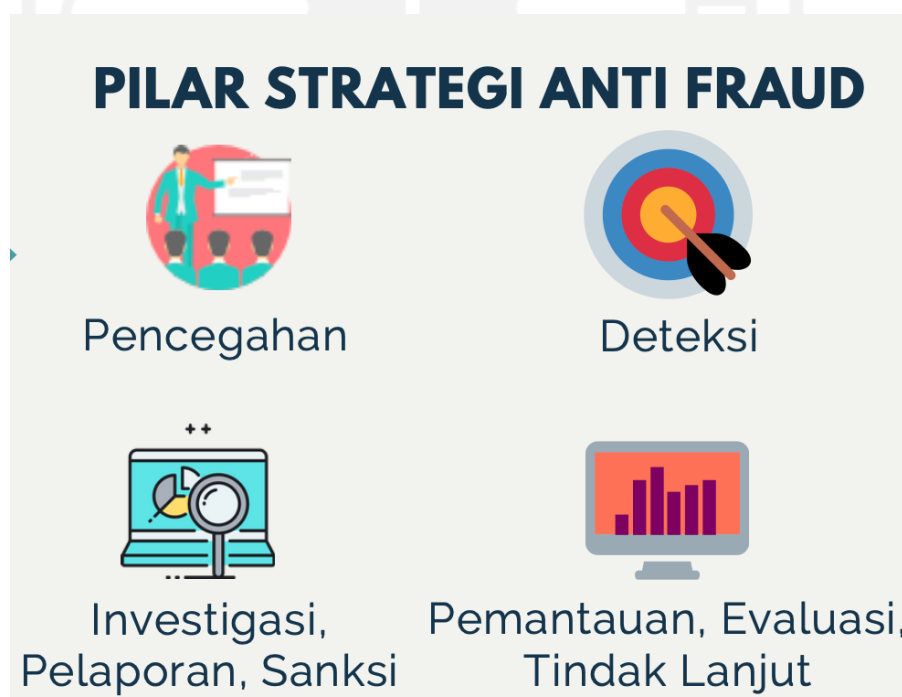 PILAR STRATEGI ANTI FRAUD
Pencegahan
Deteksi
Investigasi,
Pelaporan, Sanksi
Pemantauan, Evaluasi,
Tindak Lanjut